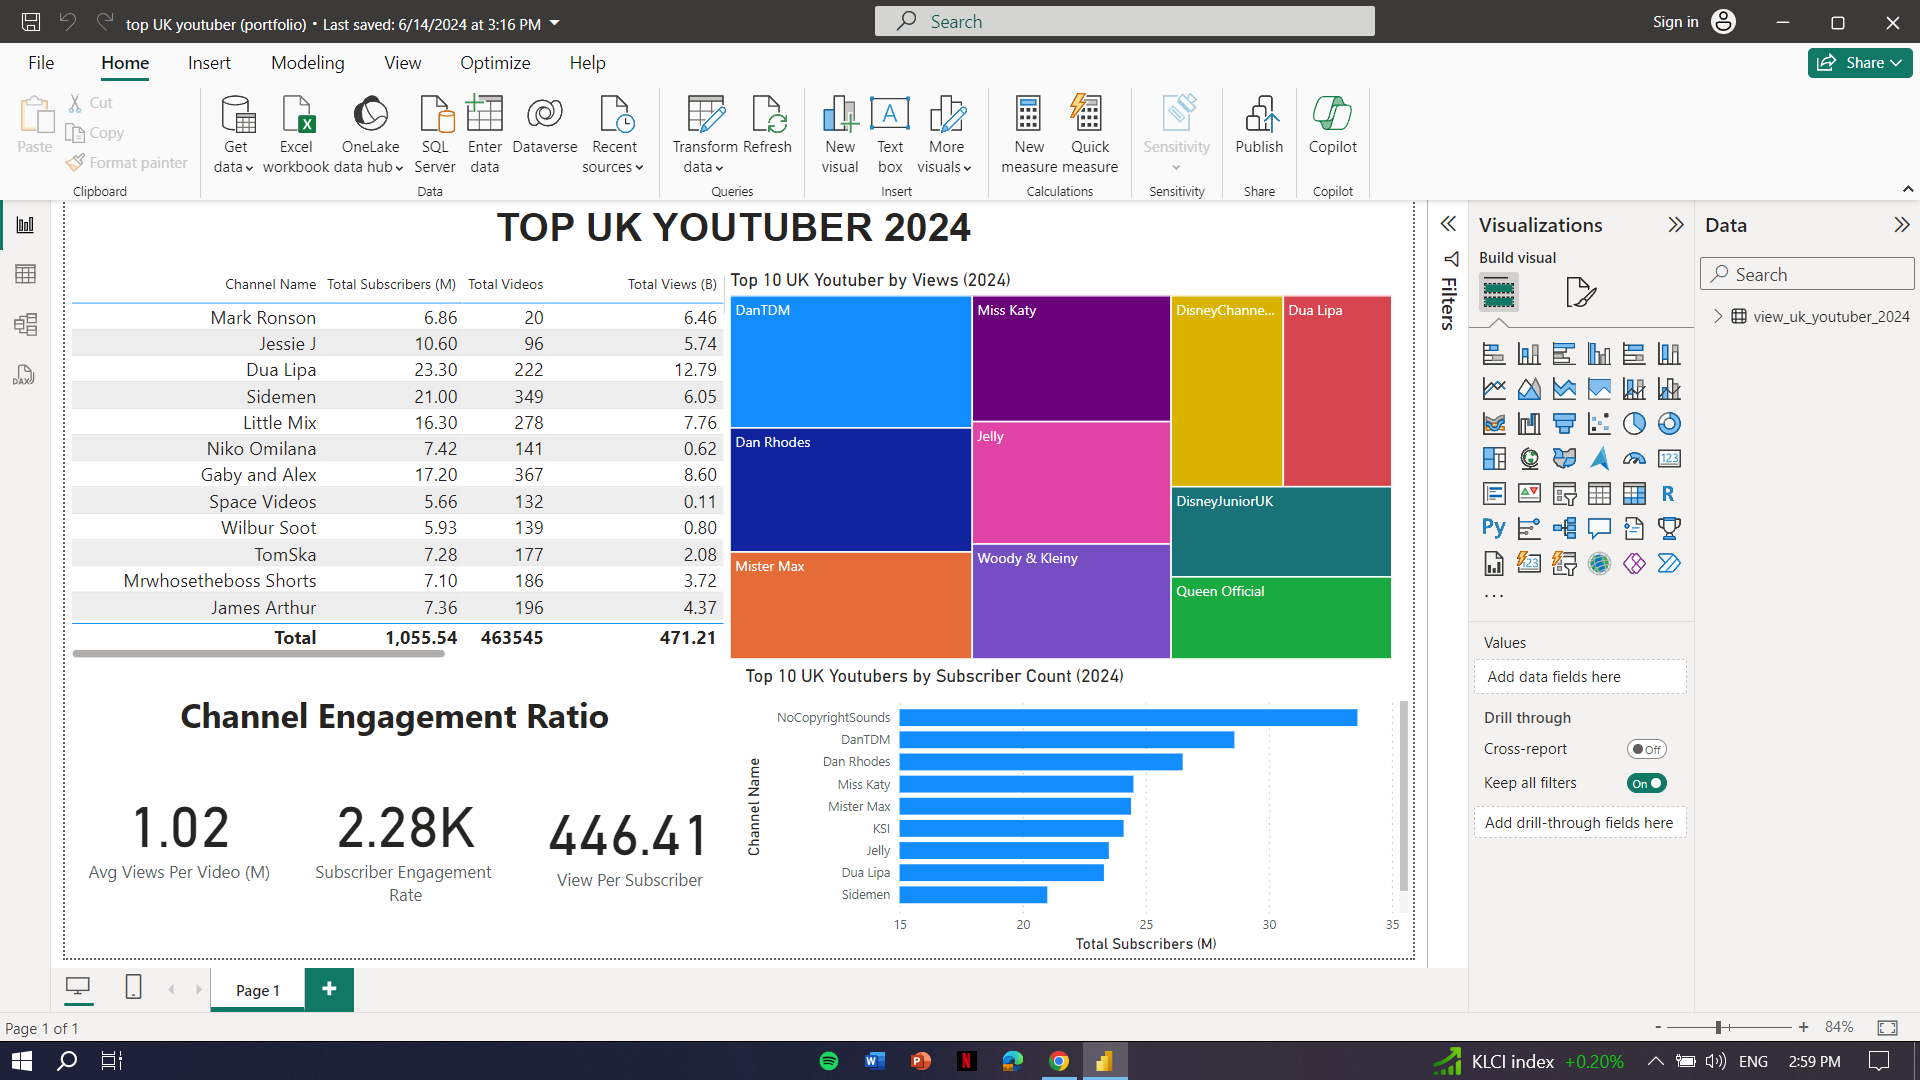 top UK youtuber (portfolio) • Last saved: 6/14/2024 at 3:16 PM
Search
Sign in
File Home Insert Modeling View Optimize Help
Share
Paste
Cut
Copy
Format painter
Clipboard
Get data
Excel workbook
OneLake data hub
SQL Server
Enter data
Dataverse
Recent sources
Data
Transform data
Refresh
Queries
New visual
Text box
More visuals
Insert
New measure
Quick measure
Calculations
Sensitivity
Sensitivity
Publish
Share
Copilot
Copilot
TOP UK YOUTUBER 2024
Channel Name Total Subscribers (M) Total Videos Total Views (B)
Mark Ronson 6.86 20 6.46
Jessie J 10.60 96 5.74
Dua Lipa 23.30 222 12.79
Sidemen 21.00 349 6.05
Little Mix 16.30 278 7.76
Niko Omilana 7.42 141 0.62
Gaby and Alex 17.20 367 8.60
Space Videos 5.66 132 0.11
Wilbur Soot 5.93 139 0.80
TomSka 7.28 177 2.08
Mrwhosetheboss Shorts 7.10 186 3.72
James Arthur 7.36 196 4.37
Total 1,055.54 463545 471.21
Top 10 UK Youtuber by Views (2024)
DanTDM
Dan Rhodes
Mister Max
Miss Katy
Jelly
Woody & Kleiny
DisneyChanne...
Dua Lipa
DisneyJuniorUK
Queen Official
Channel Engagement Ratio
1.02
Avg Views Per Video (M)
2.28K
Subscriber Engagement
Rate
446.41
View Per Subscriber
Top 10 UK Youtubers by Subscriber Count (2024)
Channel Name
NoCopyrightSounds
DanTDM
Dan Rhodes
Miss Katy
Mister Max
KSI
Jelly
Dua Lipa
Sidemen
15 20 25 30 35
Total Subscribers (M)
Filters
Visualizations
Build visual
123
R
Py
123
...
Values
Add data fields here
Drill through
Cross-report
Off
Keep all filters
On
Add drill-through fields here
Data
Search
view_uk_youtuber_2024
DAX
Page 1
+
Page 1 of 1
- + 84%
KLCI index +0.20%
ENG
2:59 PM